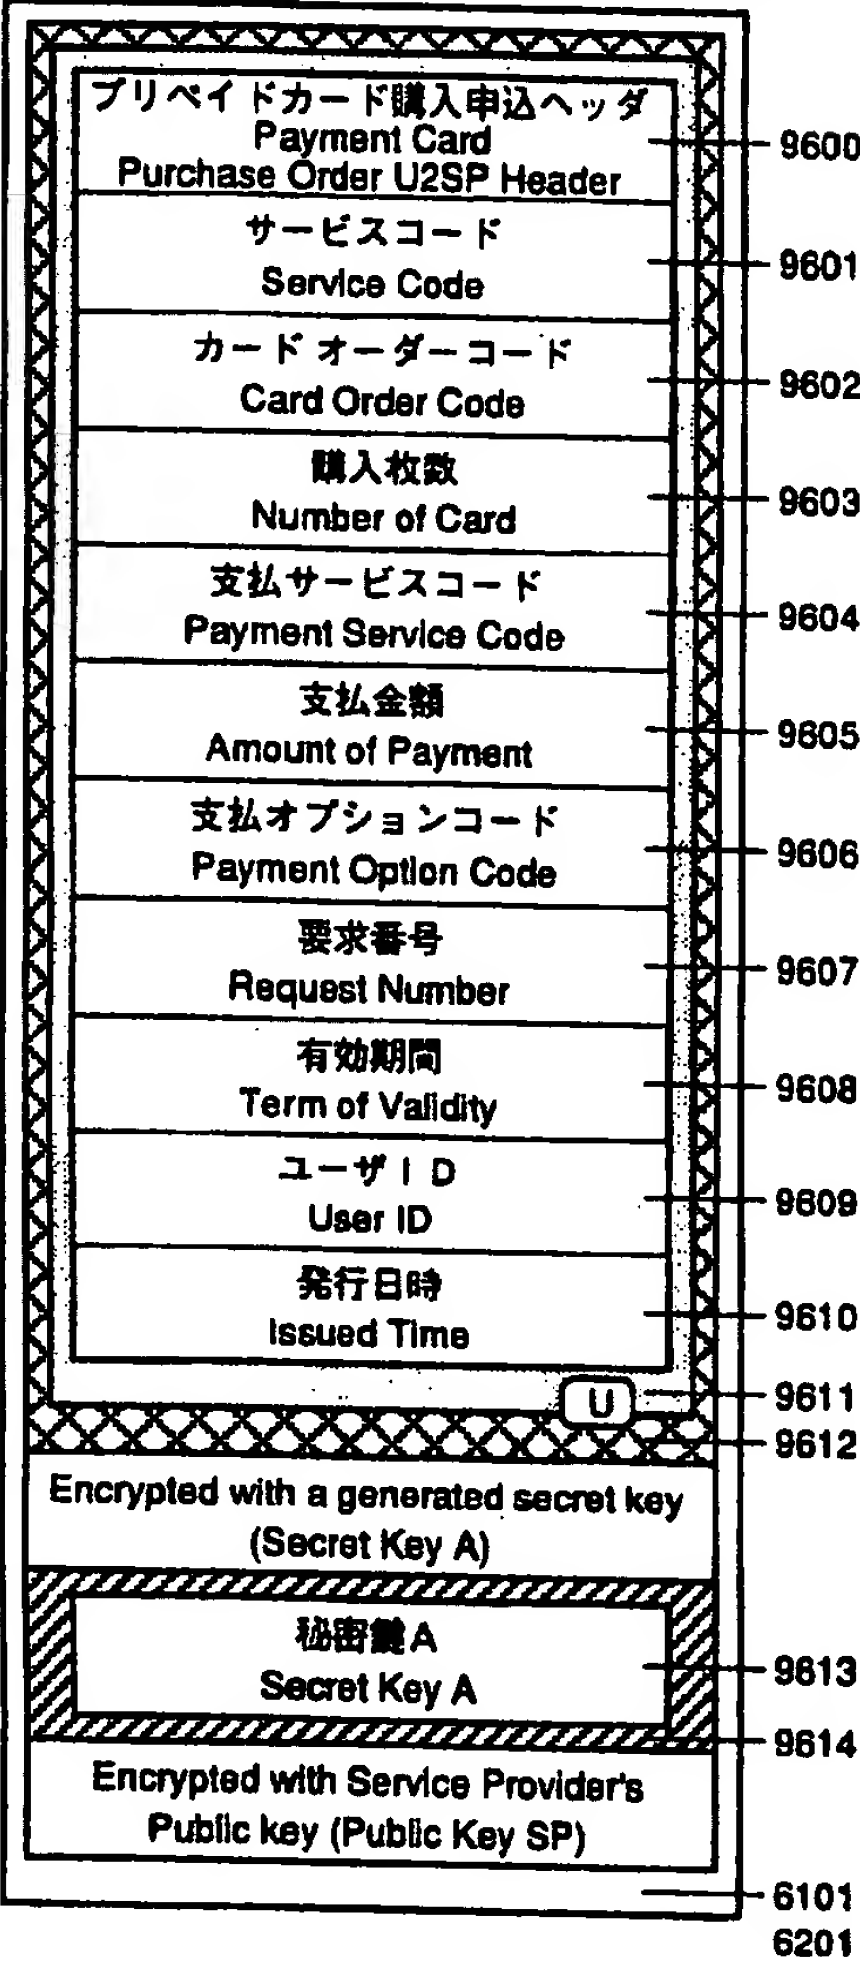 プリペイドカード購入申込ヘッダ
Payment Card
Purchase Order U2SP Header
9600
サービスコード
Service Code
9601
カード オーダーコード
Card Order Code
9602
購入枚数
Number of Card
9603
支払サービスコード
Payment Service Code
9604
支払金額
Amount of Payment
9605
支払オプションコード
Payment Option Code
9606
要求番号
Request Number
9607
有効期間
Term of Validity
9608
ユーザID
User ID
9609
発行日時
Issued Time
9610
U
9611
9612
Encrypted with a generated secret key
(Secret Key A)
秘密鍵A
Secret Key A
9613
9614
Encrypted with Service Provider's
Public key (Public Key SP)
6101
6201